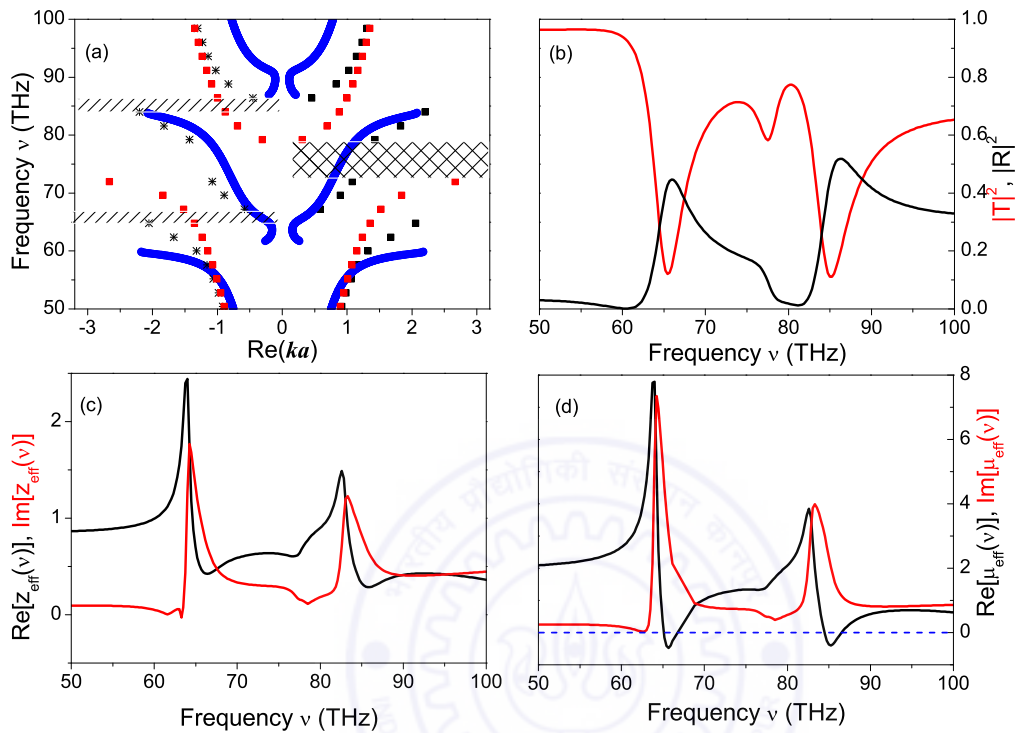 (a)
Frequency ν (THz)
100
90
80
70
60
50
-3 -2 -1 0 1 2 3
Re(ka)
(b)
|T|², |R|²
1.0
0.8
0.6
0.4
0.2
0.0
50 60 70 80 90 100
Frequency ν (THz)
(c)
Re[z_eff(ν)], Im[z_eff(ν)]
2
1
0
50 60 70 80 90 100
Frequency ν (THz)
(d)
Re[μ_eff(ν)], Im[μ_eff(ν)]
8
6
4
2
0
50 60 70 80 90 100
Frequency ν (THz)